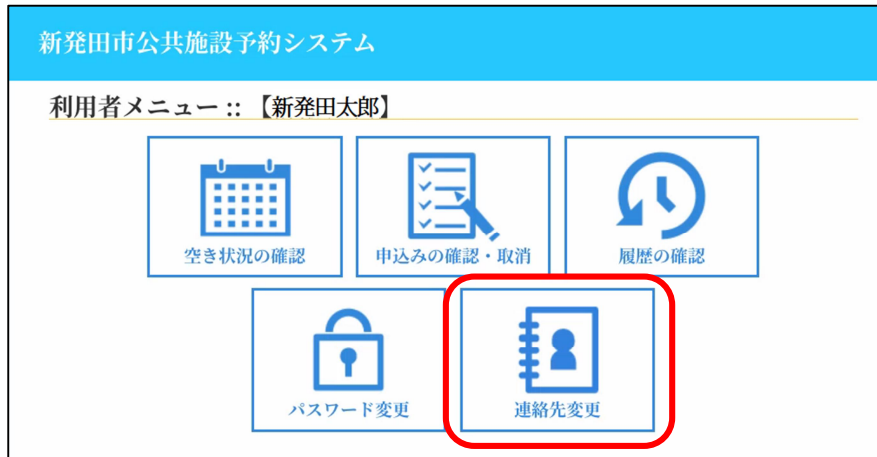 新発田市公共施設予約システム
利用者メニュー :: 【新発田太郎】
空き状況の確認
申込みの確認・取消
履歴の確認
パスワード変更
連絡先変更